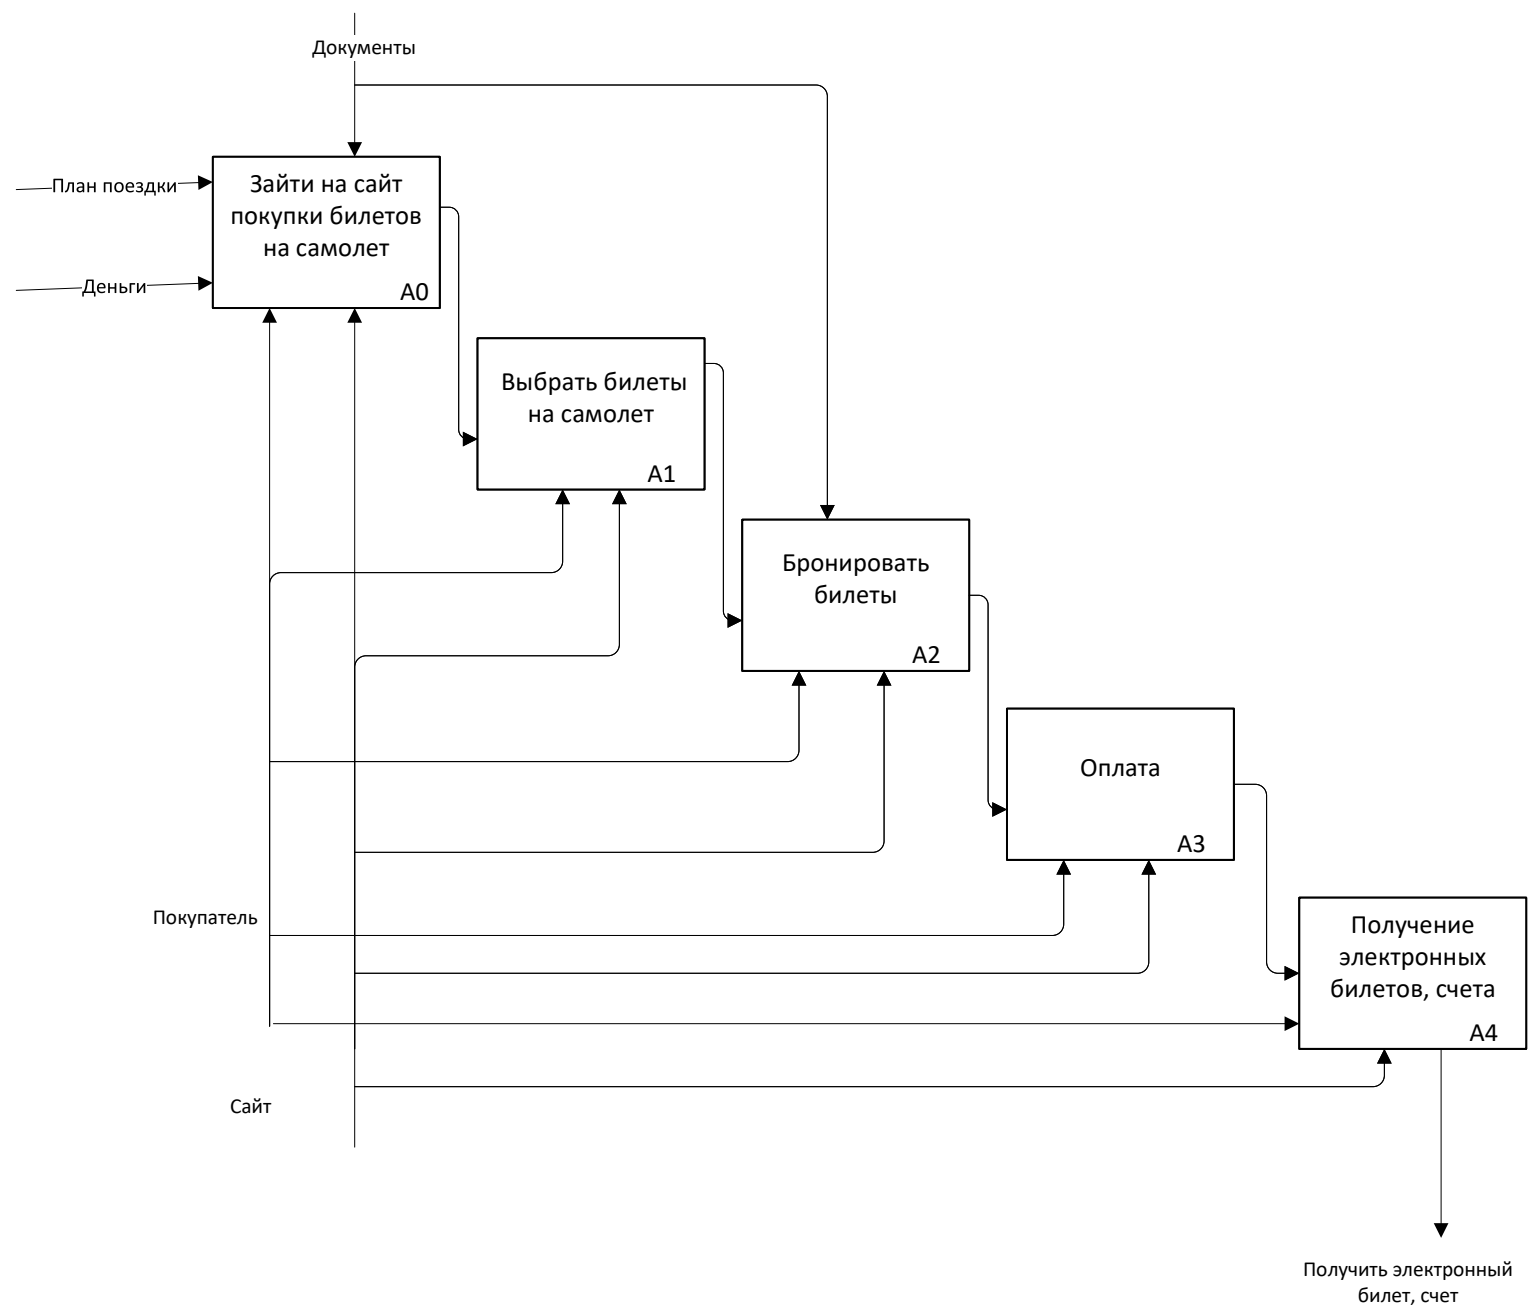 Документы
План поездки
Зайти на сайт
покупки билетов
на самолет
Деньги
A0
Выбрать билеты
на самолет
A1
Бронировать
билеты
A2
Оплата
A3
Покупатель
Получение
электронных
билетов, счета
A4
Сайт
Получить электронный
билет, счет